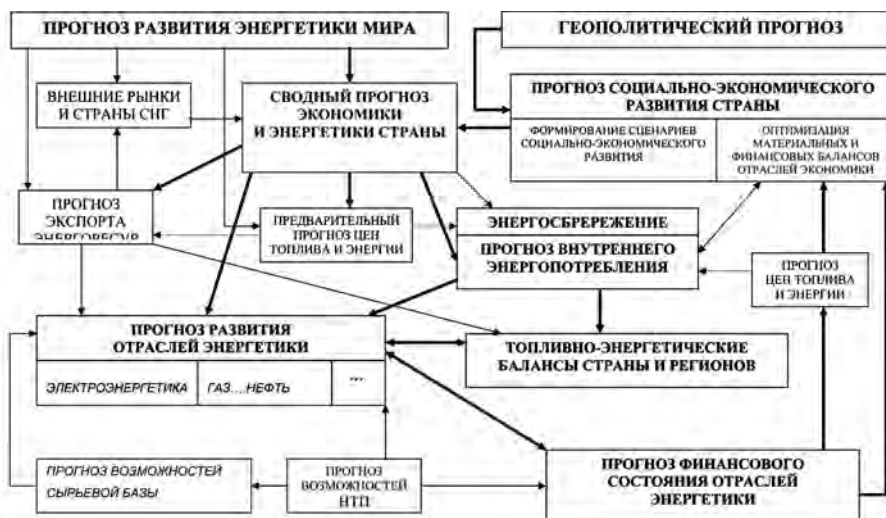 ПРОГНОЗ РАЗВИТИЯ ЭНЕРГЕТИКИ МИРА
ГЕОПОЛИТИЧЕСКИЙ ПРОГНОЗ
ВНЕШНИЕ РЫНКИ
И СТРАНЫ СНГ
СВОДНЫЙ ПРОГНОЗ
ЭКОНОМИКИ
И ЭНЕРГЕТИКИ СТРАНЫ
ПРОГНОЗ СОЦИАЛЬНО-ЭКОНОМИЧЕСКОГО
РАЗВИТИЯ СТРАНЫ
ФОРМИРОВАНИЕ СЦЕНАРИЕВ
СОЦИАЛЬНО-ЭКОНОМИЧЕСКОГО
РАЗВИТИЯ
ОПТИМИЗАЦИЯ
МАТЕРИАЛЬНЫХ И
ФИНАНСОВЫХ БАЛАНСОВ
ОТРАСЛЕЙ ЭКОНОМИКИ
ПРОГНОЗ
ЭКСПОРТА
ПРЕДВАРИТЕЛЬНЫЙ
ПРОГНОЗ ЦЕН
ТОПЛИВА И ЭНЕРГИИ
ЭНЕРГОСБРЕРЕЖЕНИЕ
ПРОГНОЗ ВНУТРЕННЕГО
ЭНЕРГОПОТРЕБЛЕНИЯ
ПРОГНОЗ
ЦЕН ТОПЛИВА
И ЭНЕРГИИ
ПРОГНОЗ РАЗВИТИЯ
ОТРАСЛЕЙ ЭНЕРГЕТИКИ
ЭЛЕКТРОЭНЕРГЕТИКА
ГАЗ....НЕФТЬ
...
ТОПЛИВНО-ЭНЕРГЕТИЧЕСКИЕ
БАЛАНСЫ СТРАНЫ И РЕГИОНОВ
ПРОГНОЗ ВОЗМОЖНОСТЕЙ
СЫРЬЕВОЙ БАЗЫ
ПРОГНОЗ
ВОЗМОЖНОСТЕЙ
НТП
ПРОГНОЗ ФИНАНСОВОГО
СОСТОЯНИЯ ОТРАСЛЕЙ
ЭНЕРГЕТИКИ